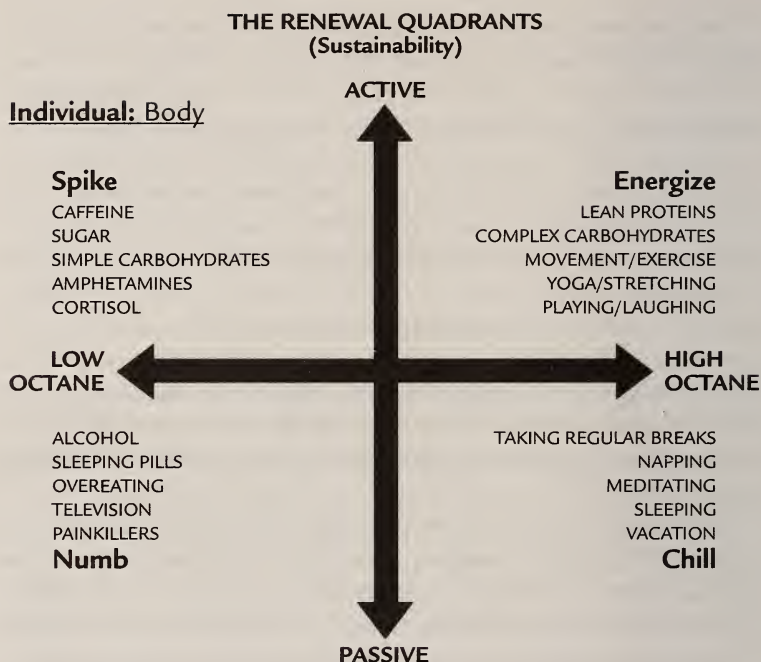 THE RENEWAL QUADRANTS
(Sustainability)
ACTIVE
Individual: Body
Spike
CAFFEINE
SUGAR
SIMPLE CARBOHYDRATES
AMPHETAMINES
CORTISOL
Energize
LEAN PROTEINS
COMPLEX CARBOHYDRATES
MOVEMENT/EXERCISE
YOGA/STRETCHING
PLAYING/LAUGHING
LOW
OCTANE
HIGH
OCTANE
ALCOHOL
SLEEPING PILLS
OVEREATING
TELEVISION
PAINKILLERS
Numb
TAKING REGULAR BREAKS
NAPPING
MEDITATING
SLEEPING
VACATION
Chill
PASSIVE